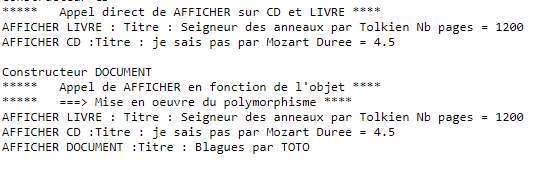 *****   Appel direct de AFFICHER sur CD et LIVRE ****
AFFICHER LIVRE : Titre : Seigneur des anneaux par Tolkien Nb pages = 1200
AFFICHER CD :Titre : je sais pas par Mozart Duree = 4.5
Constructeur DOCUMENT
*****   Appel de AFFICHER en fonction de l'objet ****
*****   ===> Mise en oeuvre du polymorphisme ****
AFFICHER LIVRE : Titre : Seigneur des anneaux par Tolkien Nb pages = 1200
AFFICHER CD :Titre : je sais pas par Mozart Duree = 4.5
AFFICHER DOCUMENT :Titre : Blagues par TOTO